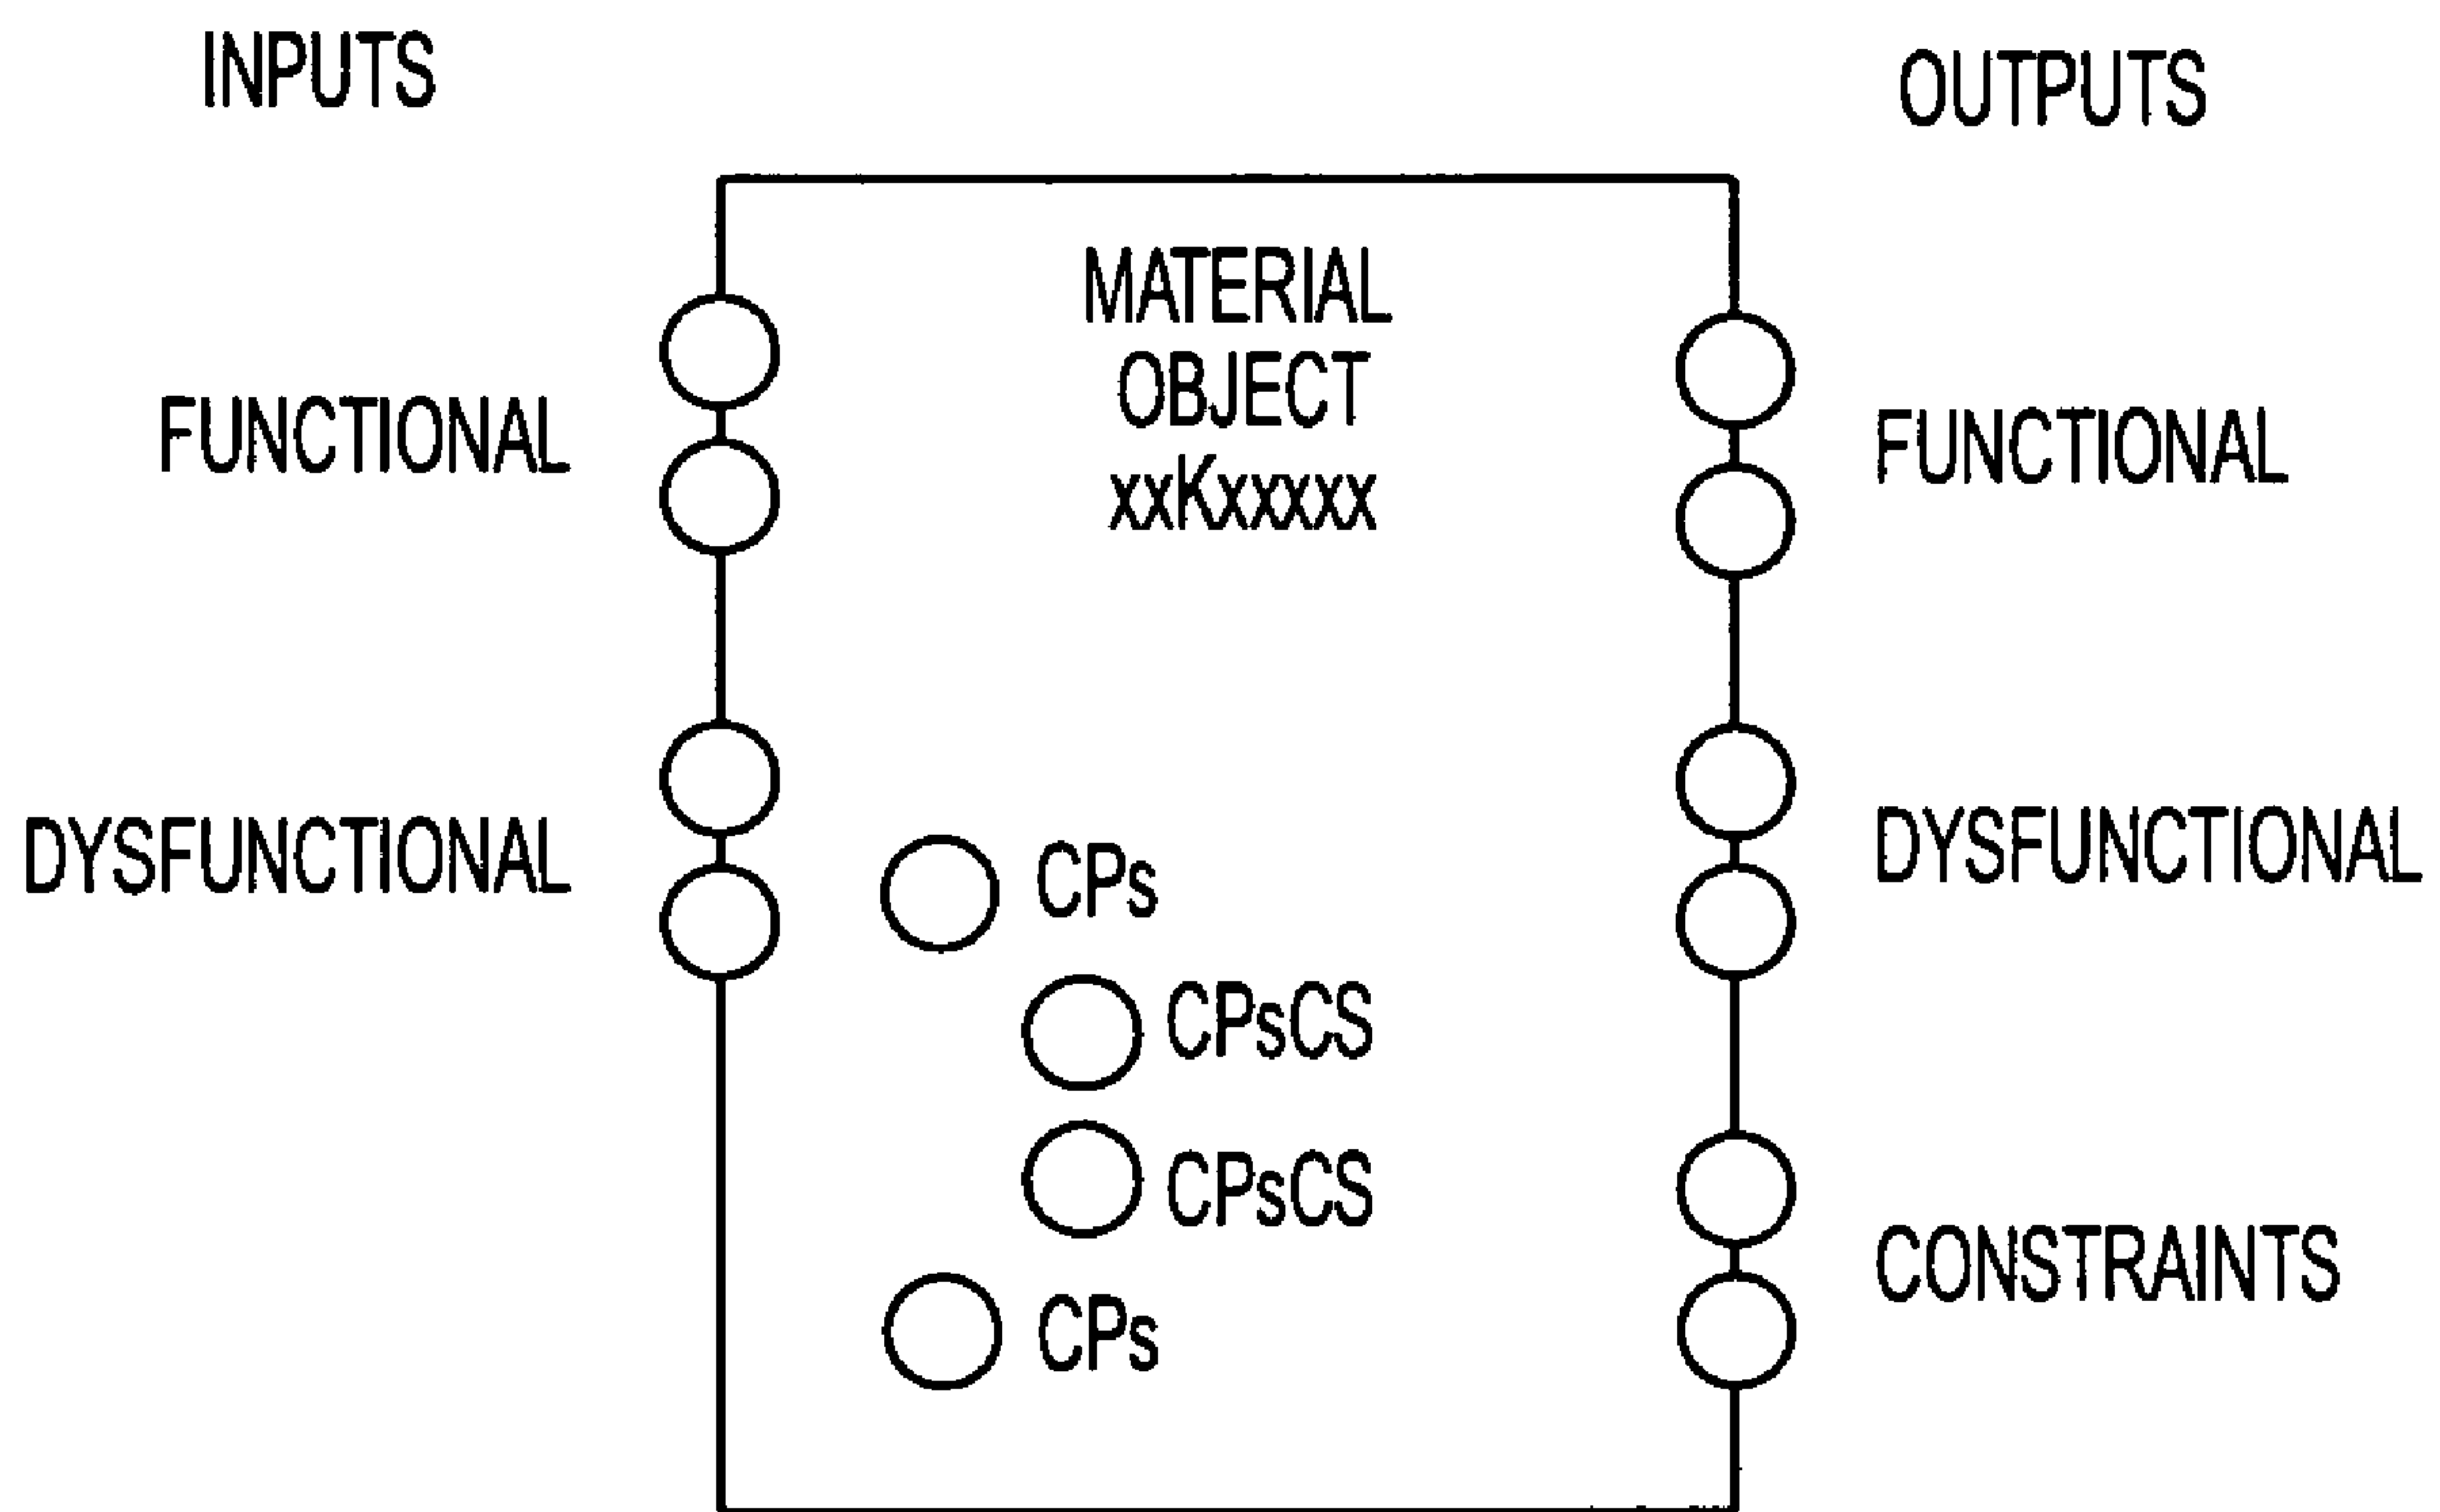 INPUTS
OUTPUTS
MATERIAL
OBJECT
xxKxxxxx
FUNCTIONAL
FUNCTIONAL
DYSFUNCTIONAL
DYSFUNCTIONAL
CPs
CPsCS
CPsCS
CONSTRAINTS
CPs